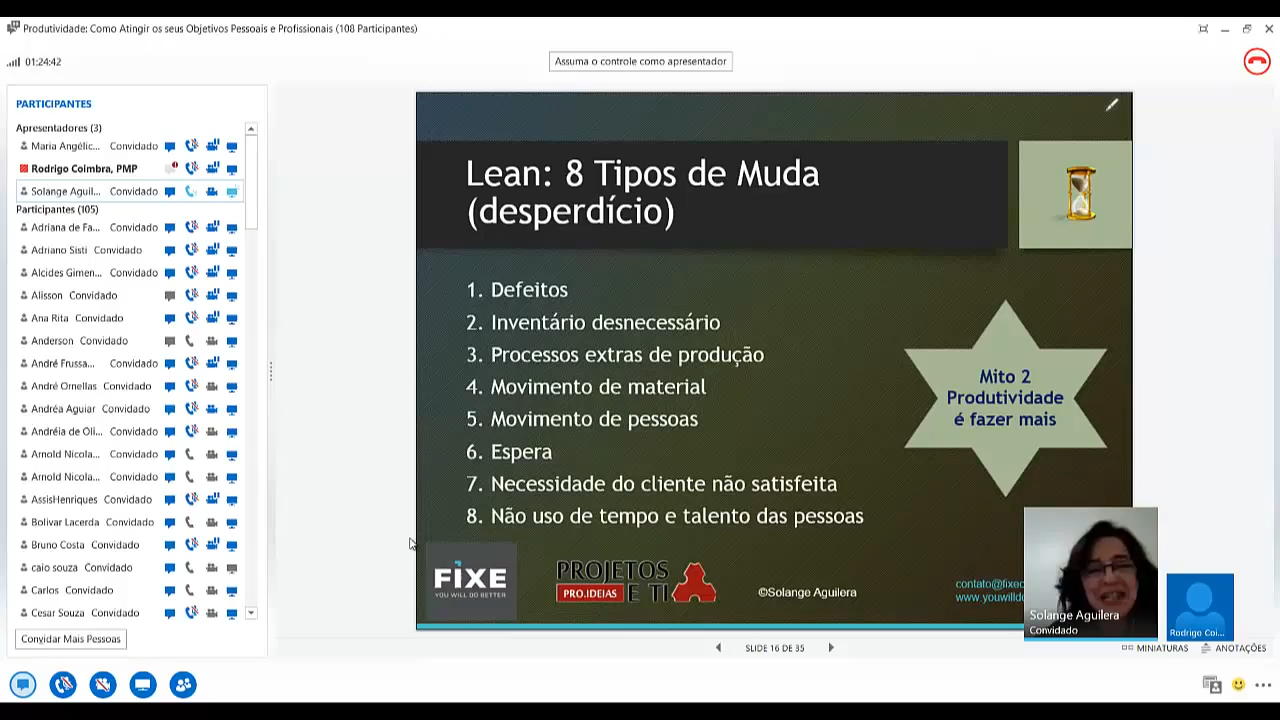 Produtividade: Como Atingir os seus Objetivos Pessoais e Profissionais (108 Participantes)
01:24:42
Assuma o controle como apresentador
PARTICIPANTES
Apresentadores (3)
Maria Angélic... Convidado
Rodrigo Coimbra, PMP
Solange Aguil... Convidado
Participantes (105)
Adriana de Fa... Convidado
Adriano Sisti Convidado
Alcides Gimen... Convidado
Alisson Convidado
Ana Rita Convidado
Anderson Convidado
André Frussa... Convidado
André Ornellas Convidado
Andréa Aguiar Convidado
Andréia de Oli... Convidado
Arnold Nicola... Convidado
Arnold Nicola... Convidado
AssisHenriques Convidado
Bolivar Lacerda Convidado
Bruno Costa Convidado
caio souza Convidado
Carlos Convidado
Cesar Souza Convidado
Convidar Mais Pessoas
Lean: 8 Tipos de Muda
(desperdício)
1. Defeitos
2. Inventário desnecessário
3. Processos extras de produção
4. Movimento de material
5. Movimento de pessoas
6. Espera
7. Necessidade do cliente não satisfeita
8. Não uso de tempo e talento das pessoas
Mito 2
Produtividade
é fazer mais
FIXE
YOU WILL DO BETTER
PROJETOS
E TI
PRO.IDEIAS
©Solange Aguilera
contato@fixec
www.youwilldo
Solange Aguilera
Convidado
Rodrigo Coi...
SLIDE 16 DE 35
MINIATURAS
ANOTAÇÕES